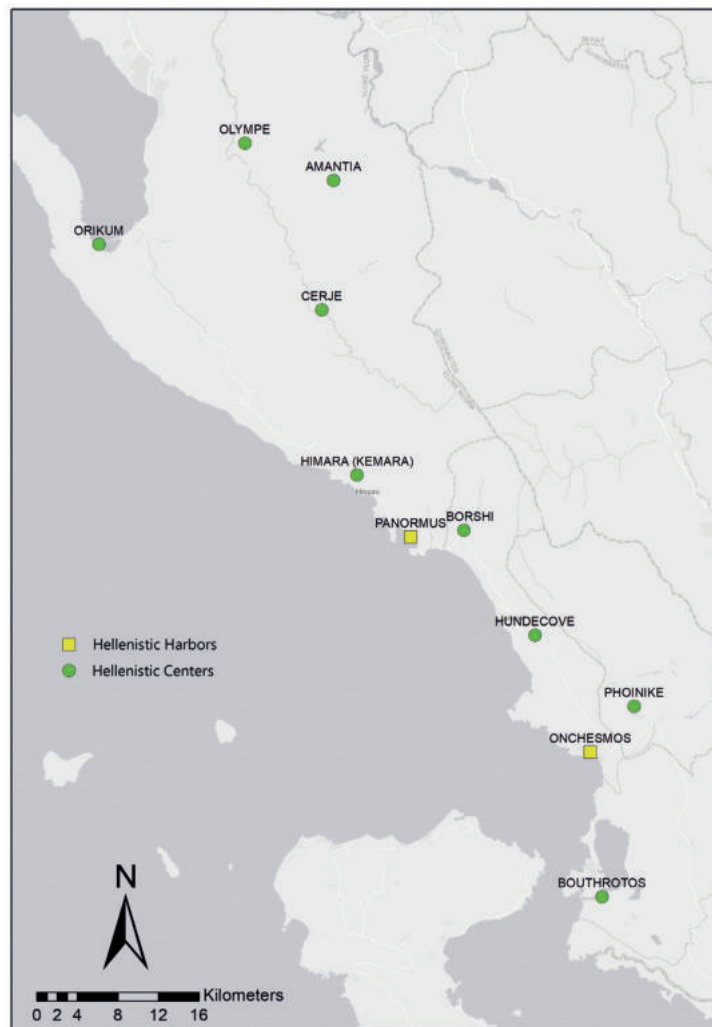 OLYMPE
AMANTIA
ORIKUM
CERJE
HIMARA (KEMARA)
Himarë
PANORMUS
BORSHI
HUNDECOVE
Hellenistic Harbors
Hellenistic Centers
PHOINIKE
ONCHESMOS
BOUTHROTOS
N
Kilometers
0 2 4 8 12 16